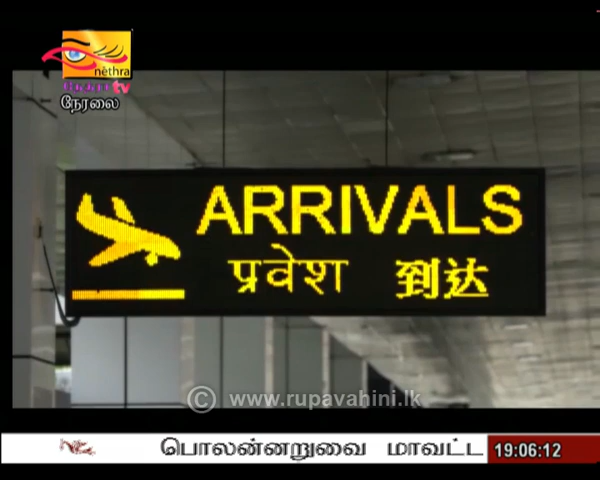 nethra
tv
நேரலை
ARRIVALS
प्रवेश 到达
© www.rupavahini.lk
பொலன்னறுவை மாவட்ட 19:06:12